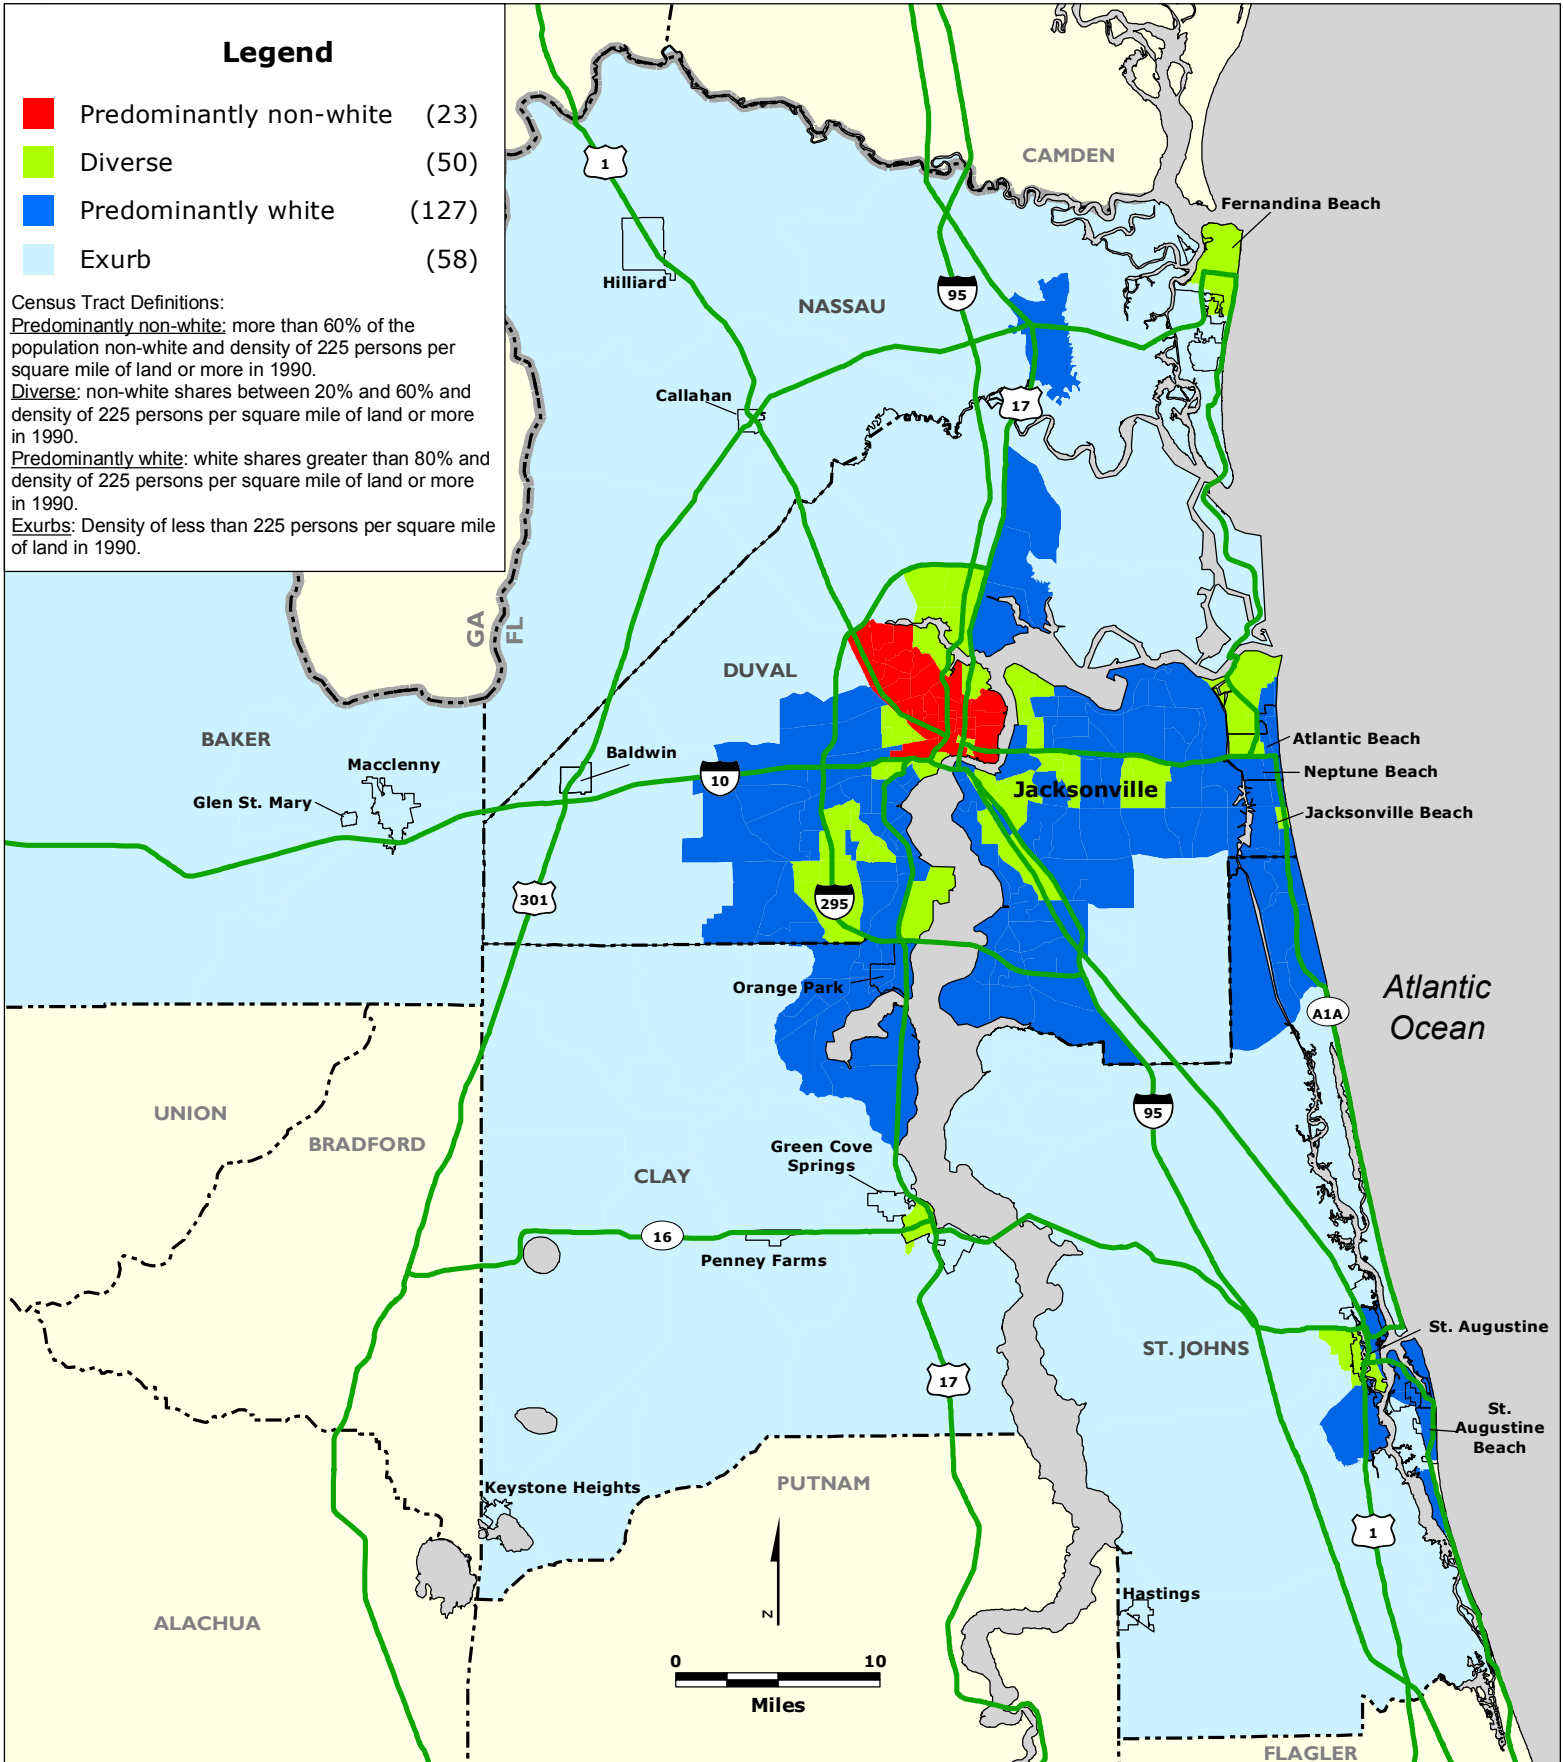 Legend
Predominantly non-white (23)
Diverse (50)
Predominantly white (127)
Exurb (58)
Census Tract Definitions:
Predominantly non-white: more than 60% of the
population non-white and density of 225 persons per
square mile of land or more in 1990.
Diverse: non-white shares between 20% and 60% and
density of 225 persons per square mile of land or more
in 1990.
Predominantly white: white shares greater than 80% and
density of 225 persons per square mile of land or more
in 1990.
Exurbs: Density of less than 225 persons per square mile
of land in 1990.
CAMDEN
1
Fernandina Beach
Hilliard
95
NASSAU
Callahan
17
GA
FL
DUVAL
BAKER
Baldwin
Atlantic Beach
Macclenny
10
Neptune Beach
Glen St. Mary
Jacksonville
Jacksonville Beach
301
295
Orange Park
Atlantic
Ocean
A1A
UNION
95
BRADFORD
Green Cove
Springs
CLAY
16
Penney Farms
St. Augustine
ST. JOHNS
17
St.
Augustine
Beach
PUTNAM
Keystone Heights
1
Hastings
N
ALACHUA
0 10
Miles
FLAGLER